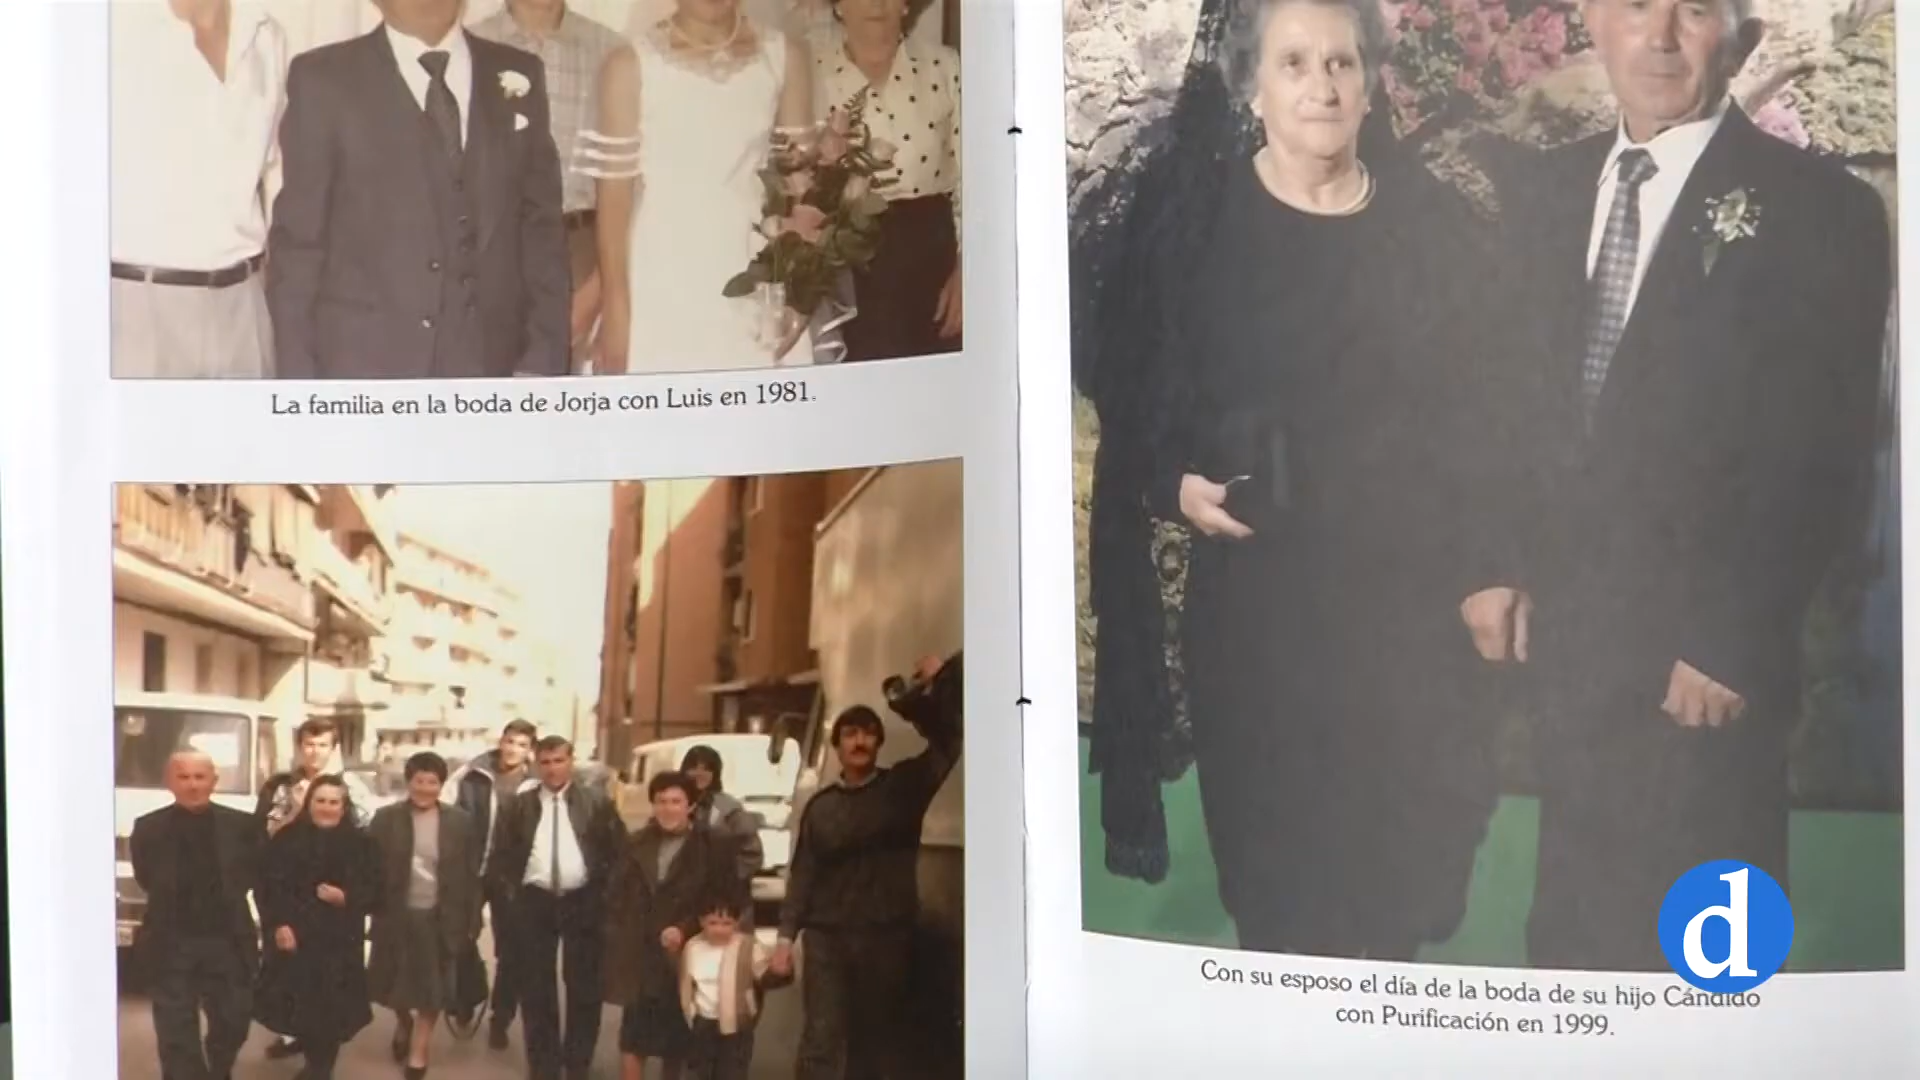 La familia en la boda de Jorja con Luis en 1981.
Con su esposo el día de la boda de su hijo Cándido
con Purificación en 1999.
d